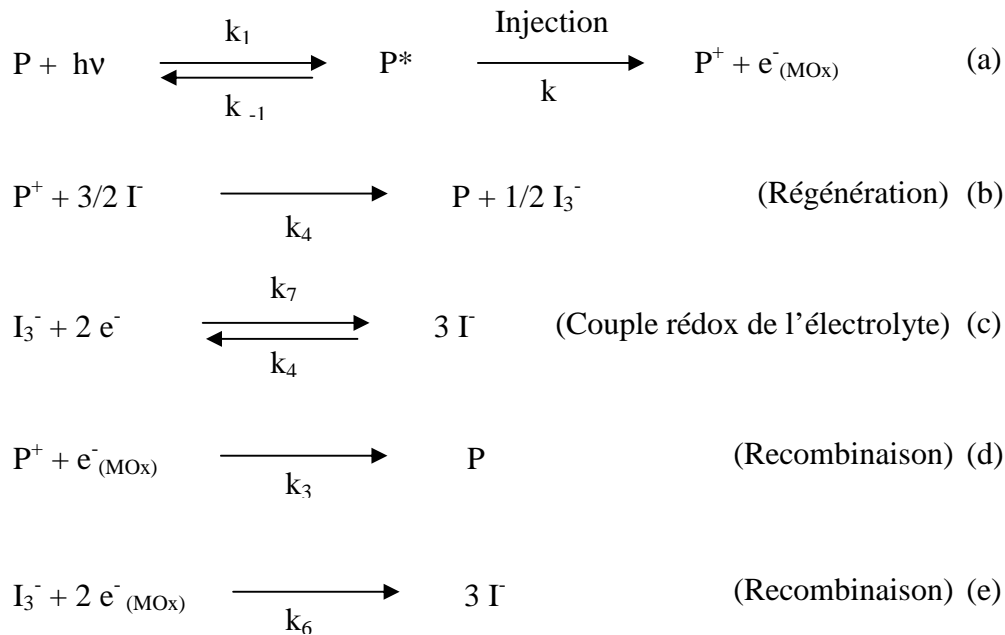 k₁ Injection
P + hν P* P⁺ + e⁻(MOx) (a)
k ₋₁ k
P⁺ + 3/2 I⁻ P + 1/2 I₃⁻ (Régénération) (b)
k₄
k₇
I₃⁻ + 2 e⁻ 3 I⁻ (Couple rédox de l’électrolyte) (c)
k₄
P⁺ + e⁻(MOx) P (Recombinaison) (d)
k₃
I₃⁻ + 2 e⁻ (MOx) 3 I⁻ (Recombinaison) (e)
k₆